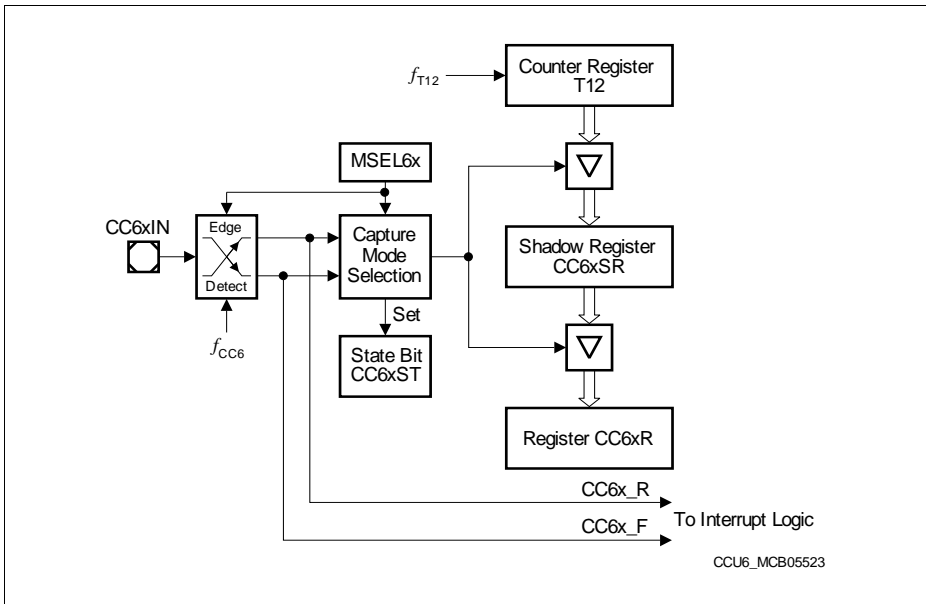 fT12
Counter Register
T12
MSEL6x
CC6xIN
Edge
Detect
Capture
Mode
Selection
Shadow Register
CC6xSR
fCC6
Set
State Bit
CC6xST
Register CC6xR
CC6x_R
CC6x_F
To Interrupt Logic
CCU6_MCB05523